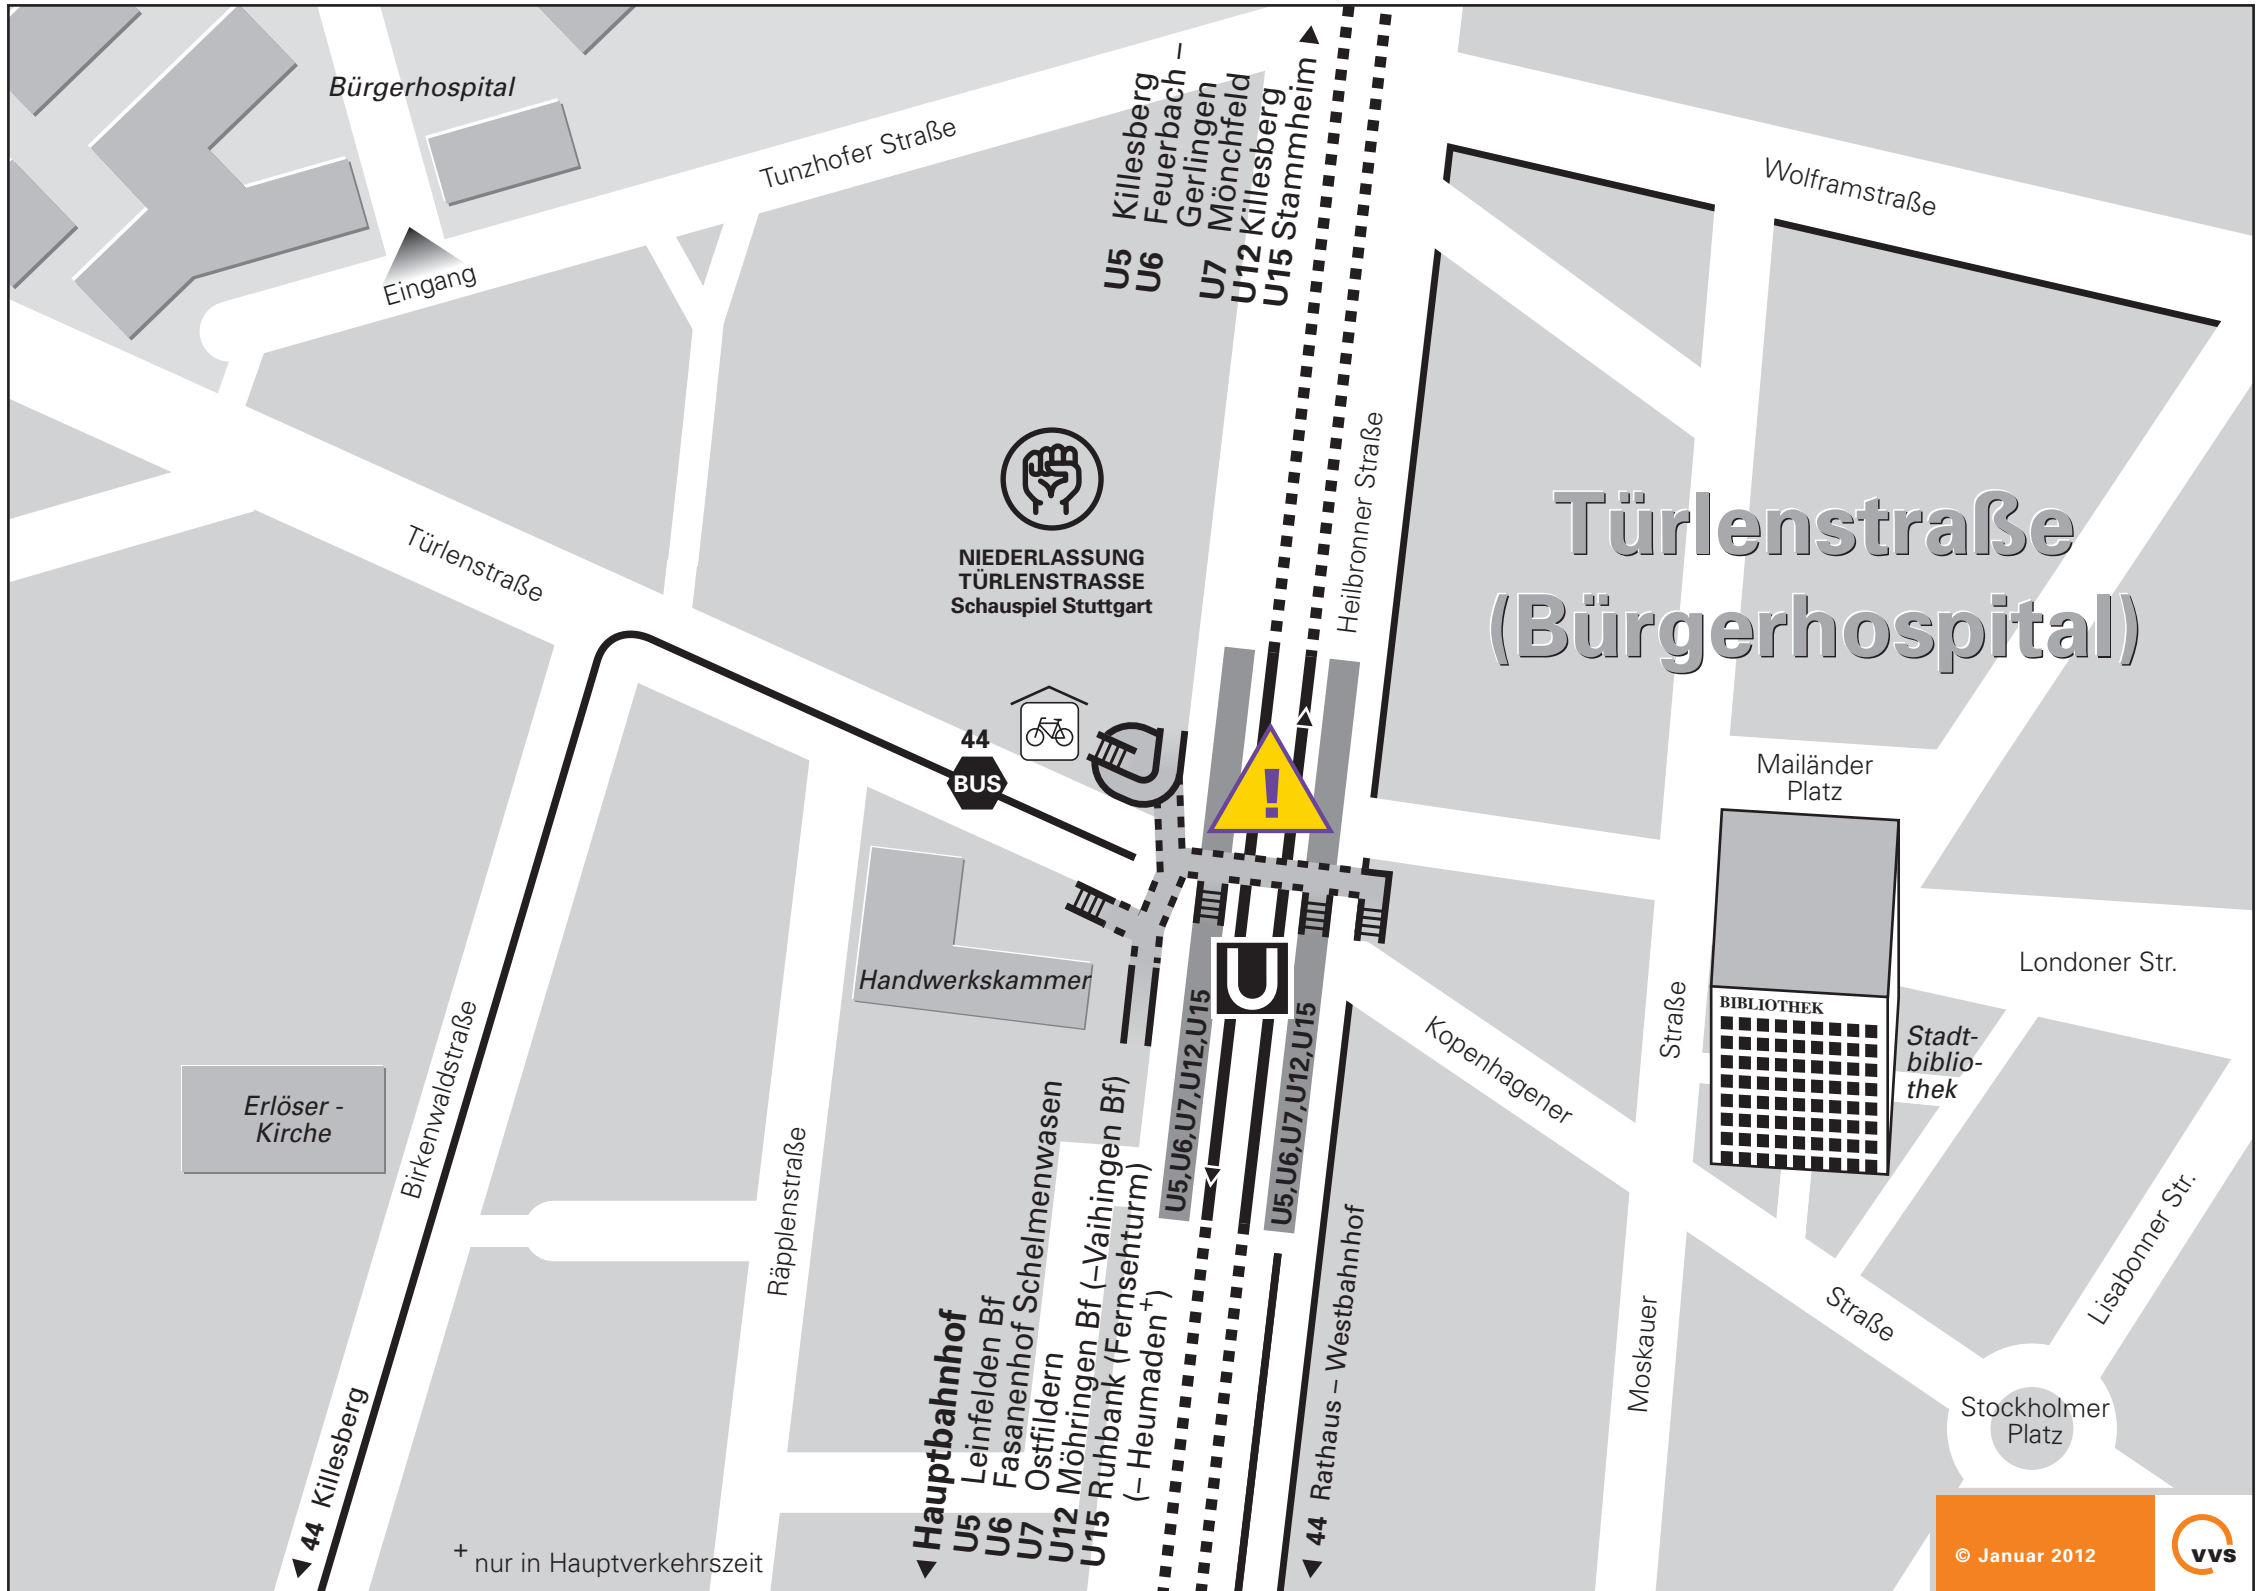 Bürgerhospital
Tunzhofer Straße
Eingang
Wolframstraße
U5 Killesberg
U6 Feuerbach –
Gerlingen
U7 Mönchfeld
U12 Killesberg
U15 Stammheim
Heilbronner Straße
Türlenstraße
(Bürgerhospital)
NIEDERLASSUNG
TÜRLENSTRASSE
Schauspiel Stuttgart
Türlenstraße
44
BUS
!
Mailänder
Platz
Handwerkskammer
U
Londoner Str.
BIBLIOTHEK
Stadt-
biblio-
thek
Kopenhagener
Straße
Straße
Moskauer
Lisabonner Str.
Stockholmer
Platz
Erlöser -
Kirche
Birkenwaldstraße
Räpplenstraße
U5,U6,U7,U12,U15
U5,U6,U7,U12,U15
Hauptbahnhof
U5 Leinfelden Bf
U6 Fasanenhof Schelmenwasen
U7 Ostfildern
U12 Möhringen Bf (–Vaihingen Bf)
U15 Ruhbank (Fernsehturm)
(– Heumaden+)
44 Rathaus – Westbahnhof
44 Killesberg
+ nur in Hauptverkehrszeit
© Januar 2012
vvs